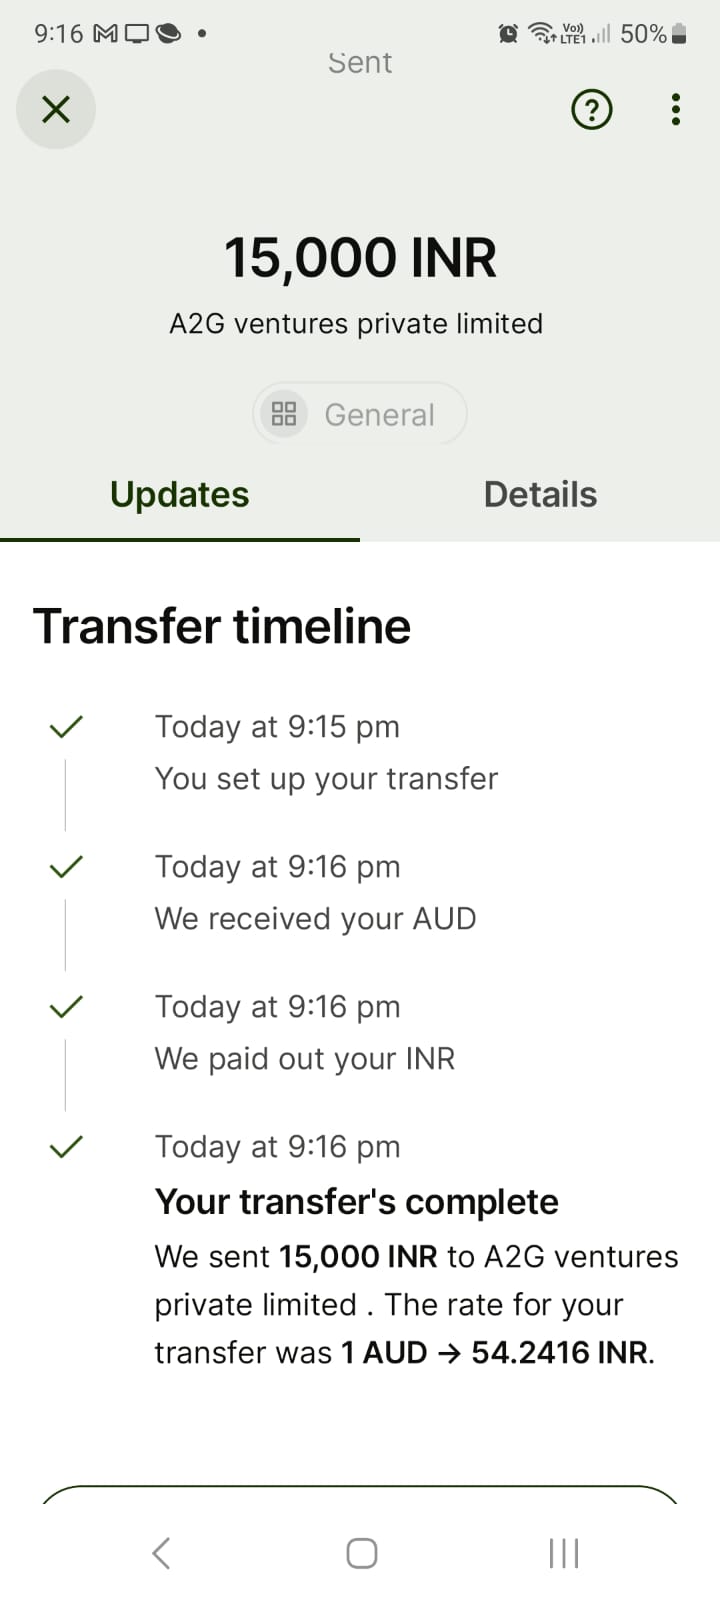 9:16
Vo))
LTE1
50%
Sent
?
15,000 INR
A2G ventures private limited
General
Updates
Details
Transfer timeline
Today at 9:15 pm
You set up your transfer
Today at 9:16 pm
We received your AUD
Today at 9:16 pm
We paid out your INR
Today at 9:16 pm
Your transfer's complete
We sent 15,000 INR to A2G ventures
private limited . The rate for your
transfer was 1 AUD → 54.2416 INR.